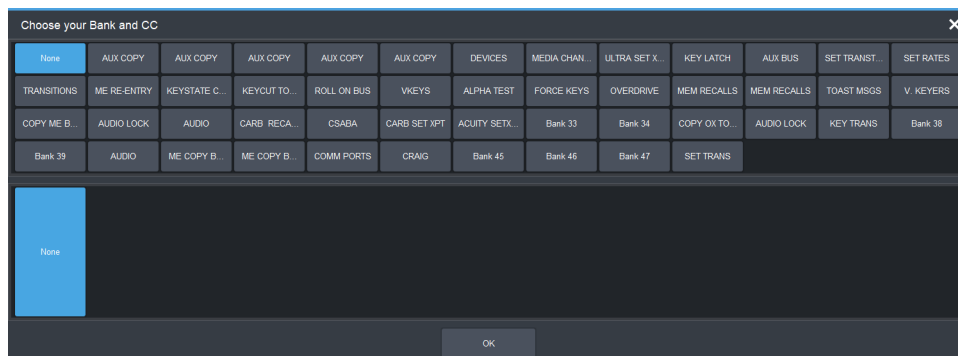 Choose your Bank and CC
None AUX COPY AUX COPY AUX COPY AUX COPY AUX COPY DEVICES MEDIA CHAN... ULTRA SET X... KEY LATCH AUX BUS SET TRANST... SET RATES
TRANSITIONS ME RE-ENTRY KEYSTATE C... KEYCUT TO... ROLL ON BUS VKEYS ALPHA TEST FORCE KEYS OVERDRIVE MEM RECALLS MEM RECALLS TOAST MSGS V. KEYERS
COPY ME B... AUDIO LOCK AUDIO CARB RECA... CSABA CARB SET XPT ACUITY SETX... Bank 33 Bank 34 COPY OX TO... AUDIO LOCK KEY TRANS Bank 38
Bank 39 AUDIO ME COPY B... ME COPY B... COMM PORTS CRAIG Bank 45 Bank 46 Bank 47 SET TRANS
None
OK